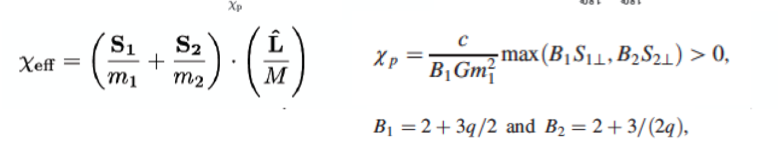 χp
χeff = (S1/m1 + S2/m2) · (L̂/M)
χp = c/(B1Gm1²) max(B1S1⊥, B2S2⊥) > 0,
B1 = 2 + 3q/2 and B2 = 2 + 3/(2q),